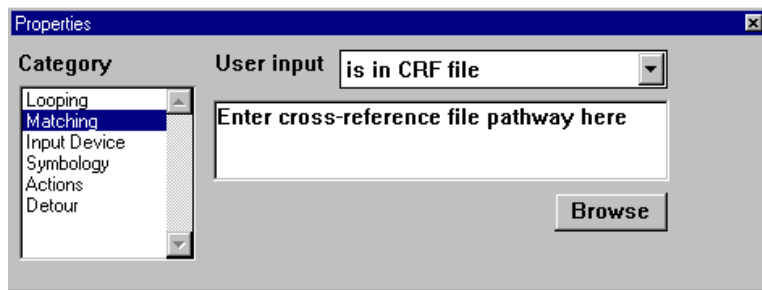 Properties
Category
User input
is in CRF file
Looping
Matching
Input Device
Symbology
Actions
Detour
Enter cross-reference file pathway here
Browse